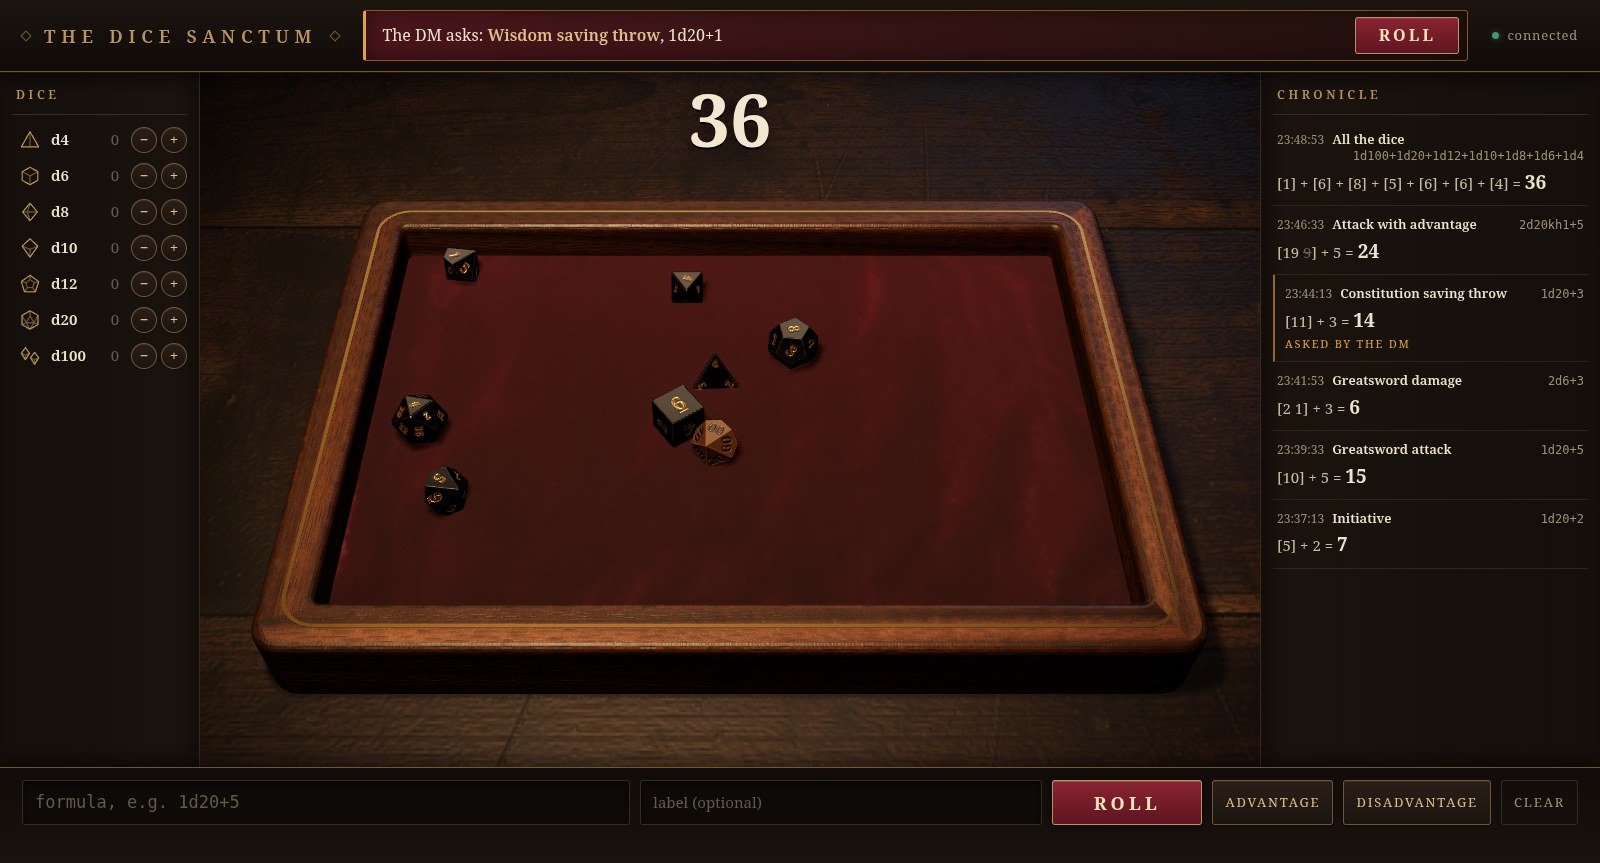 THE DICE SANCTUM
The DM asks: Wisdom saving throw, 1d20+1
ROLL
connected
DICE
d4 0 − +
d6 0 − +
d8 0 − +
d10 0 − +
d12 0 − +
d20 0 − +
d100 0 − +
36
CHRONICLE
23:48:53 All the dice
1d100+1d20+1d12+1d10+1d8+1d6+1d4
[1] + [6] + [8] + [5] + [6] + [6] + [4] = 36
23:46:33 Attack with advantage 2d20kh1+5
[19 9] + 5 = 24
23:44:13 Constitution saving throw 1d20+3
[11] + 3 = 14
ASKED BY THE DM
23:41:53 Greatsword damage 2d6+3
[2 1] + 3 = 6
23:39:33 Greatsword attack 1d20+5
[10] + 5 = 15
23:37:13 Initiative 1d20+2
[5] + 2 = 7
formula, e.g. 1d20+5
label (optional)
ROLL
ADVANTAGE
DISADVANTAGE
CLEAR